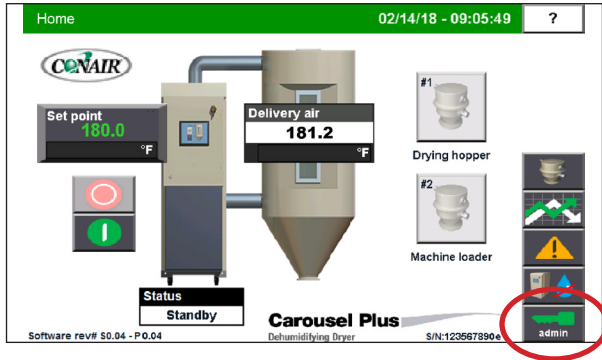 Home
02/14/18 - 09:05:49
?
CONAIR
Set point
180.0
°F
Delivery air
181.2
°F
#1
Drying hopper
#2
Machine loader
Status
Standby
admin
Software rev# S0.04 - P0.04
Carousel Plus
Dehumidifying Dryer
S/N:123567890e